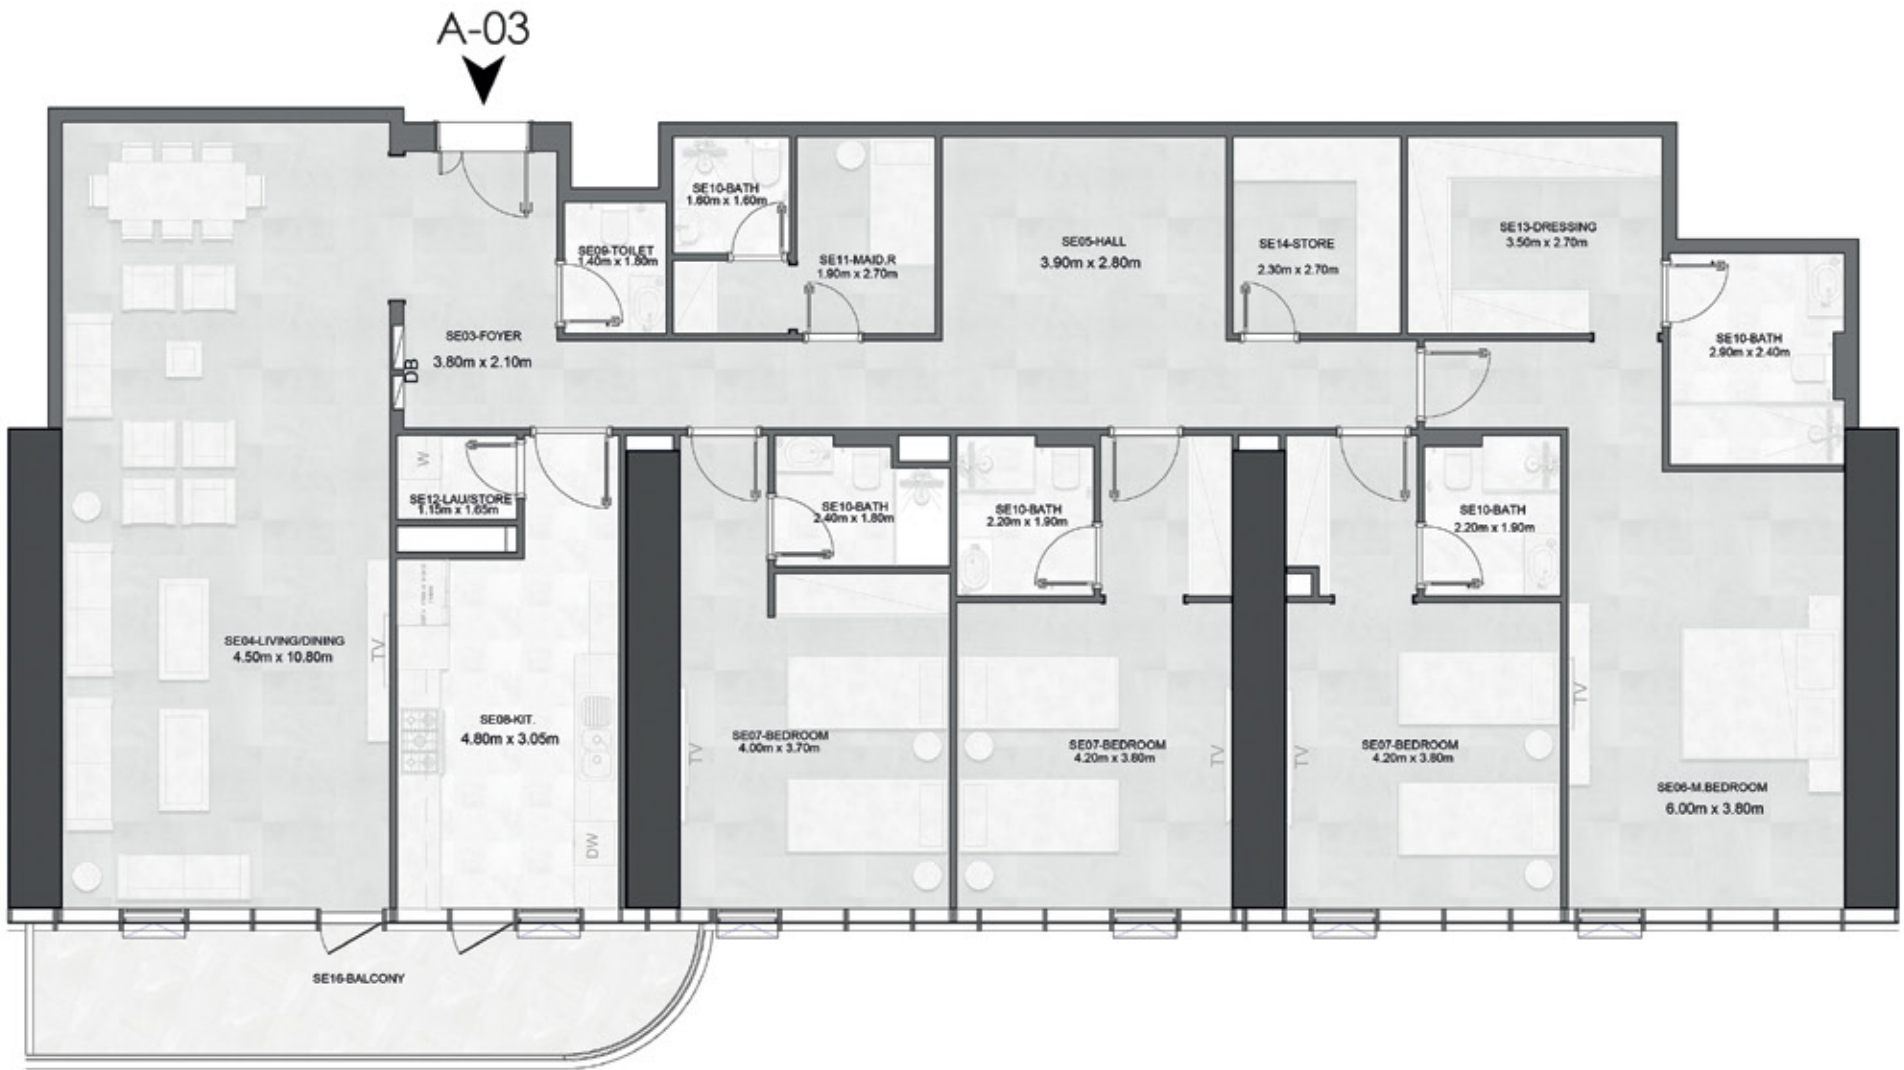 A-03
SE10-BATH
1.60m x 1.60m
SE09-TOILET
1.40m x 1.80m
SE11-MAID.R
1.90m x 2.70m
SE05-HALL
3.90m x 2.80m
SE14-STORE
2.30m x 2.70m
SE13-DRESSING
3.50m x 2.70m
SE10-BATH
2.90m x 2.40m
SE03-FOYER
3.80m x 2.10m
DB
W
SE12-LAU/STORE
1.15m x 1.65m
SE10-BATH
2.40m x 1.80m
SE10-BATH
2.20m x 1.90m
SE10-BATH
2.20m x 1.90m
SE04-LIVING/DINING
4.50m x 10.80m
TV
SE08-KIT.
4.80m x 3.05m
DW
SE07-BEDROOM
4.00m x 3.70m
TV
SE07-BEDROOM
4.20m x 3.80m
TV
TV
SE07-BEDROOM
4.20m x 3.80m
TV
SE06-M.BEDROOM
6.00m x 3.80m
SE16-BALCONY